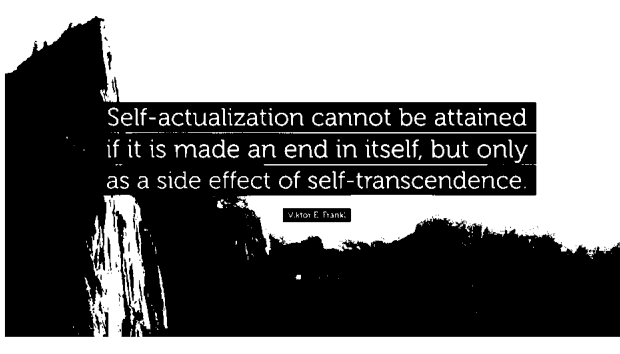 Self-actualization cannot be attained
if it is made an end in itself, but only
as a side effect of self-transcendence.
Viktor E. Frankl